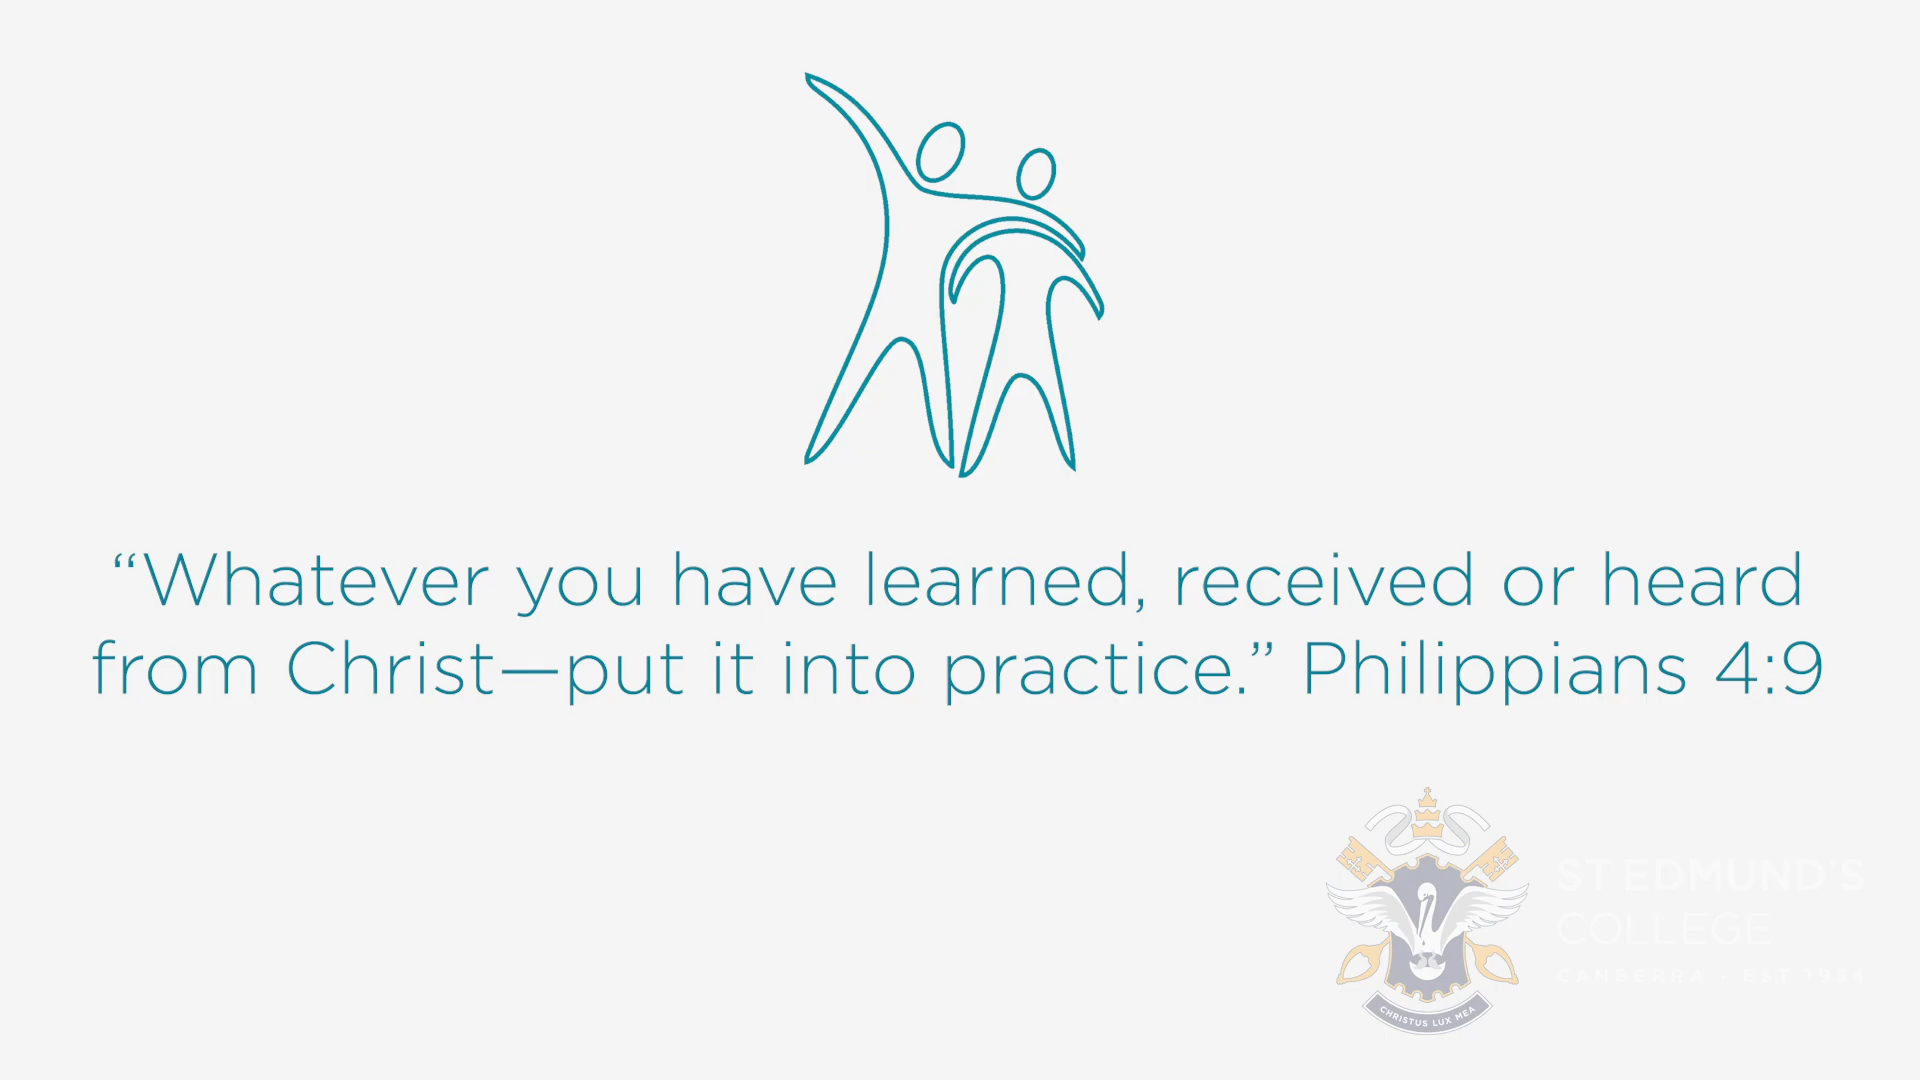 “Whatever you have learned, received or heard
from Christ—put it into practice.” Philippians 4:9
ST EDMUND'S
COLLEGE
CANBERRA . EST 1954
CHRISTUS LUX MEA